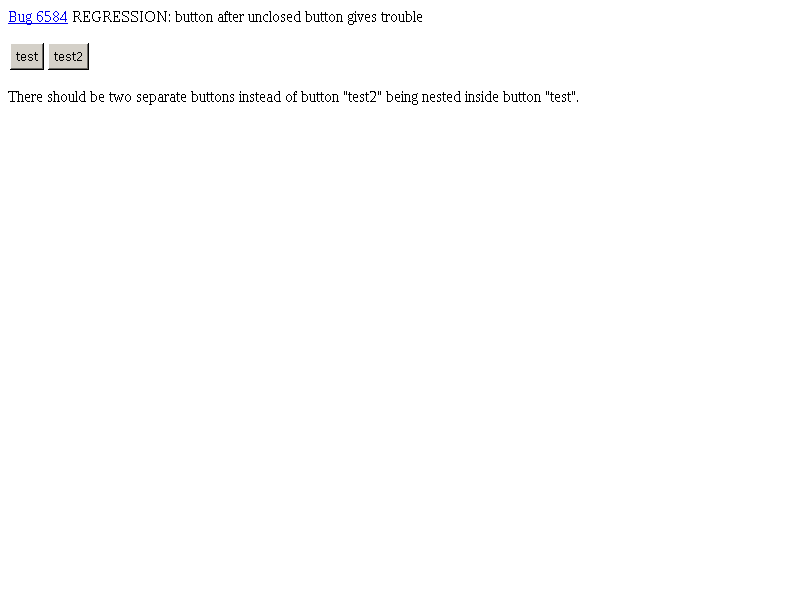 Bug 6584 REGRESSION: button after unclosed button gives trouble
test test2
There should be two separate buttons instead of button "test2" being nested inside button "test".